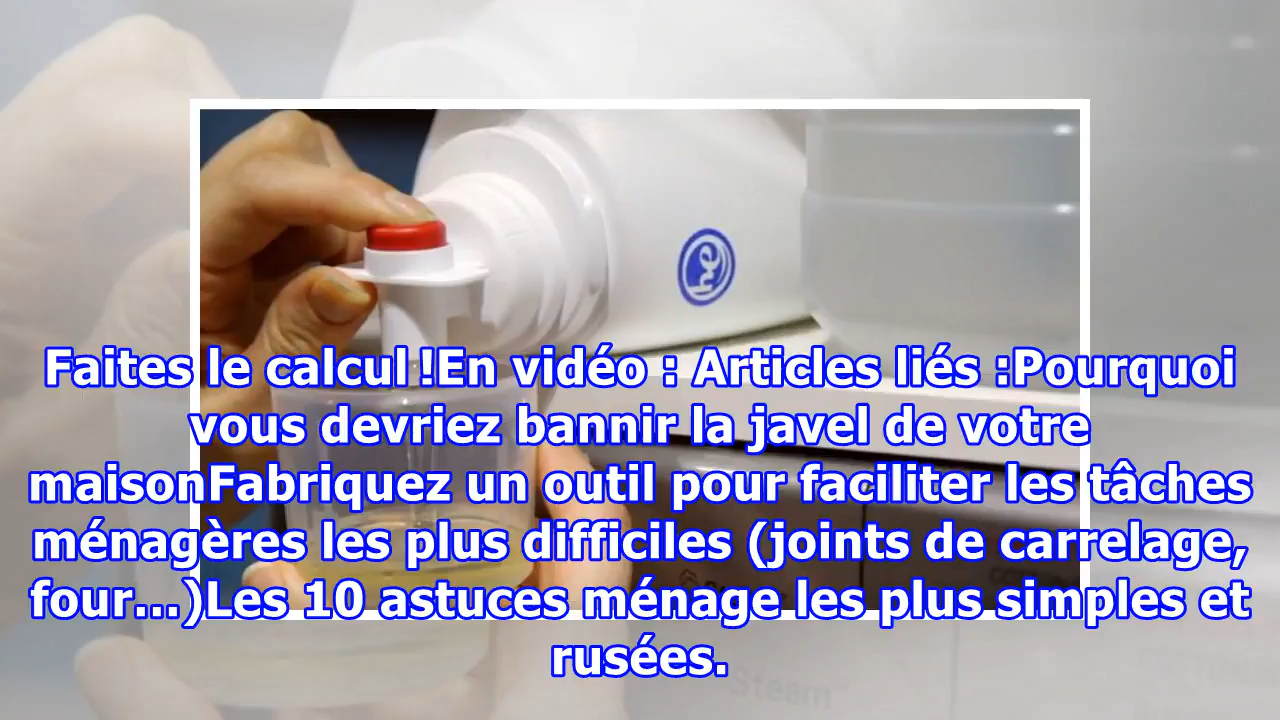 he
Faites le calcul !En vidéo : Articles liés :Pourquoi
vous devriez bannir la javel de votre
maisonFabriquez un outil pour faciliter les tâches
ménagères les plus difficiles (joints de carrelage,
four...)Les 10 astuces ménage les plus simples et
rusées.
Steam